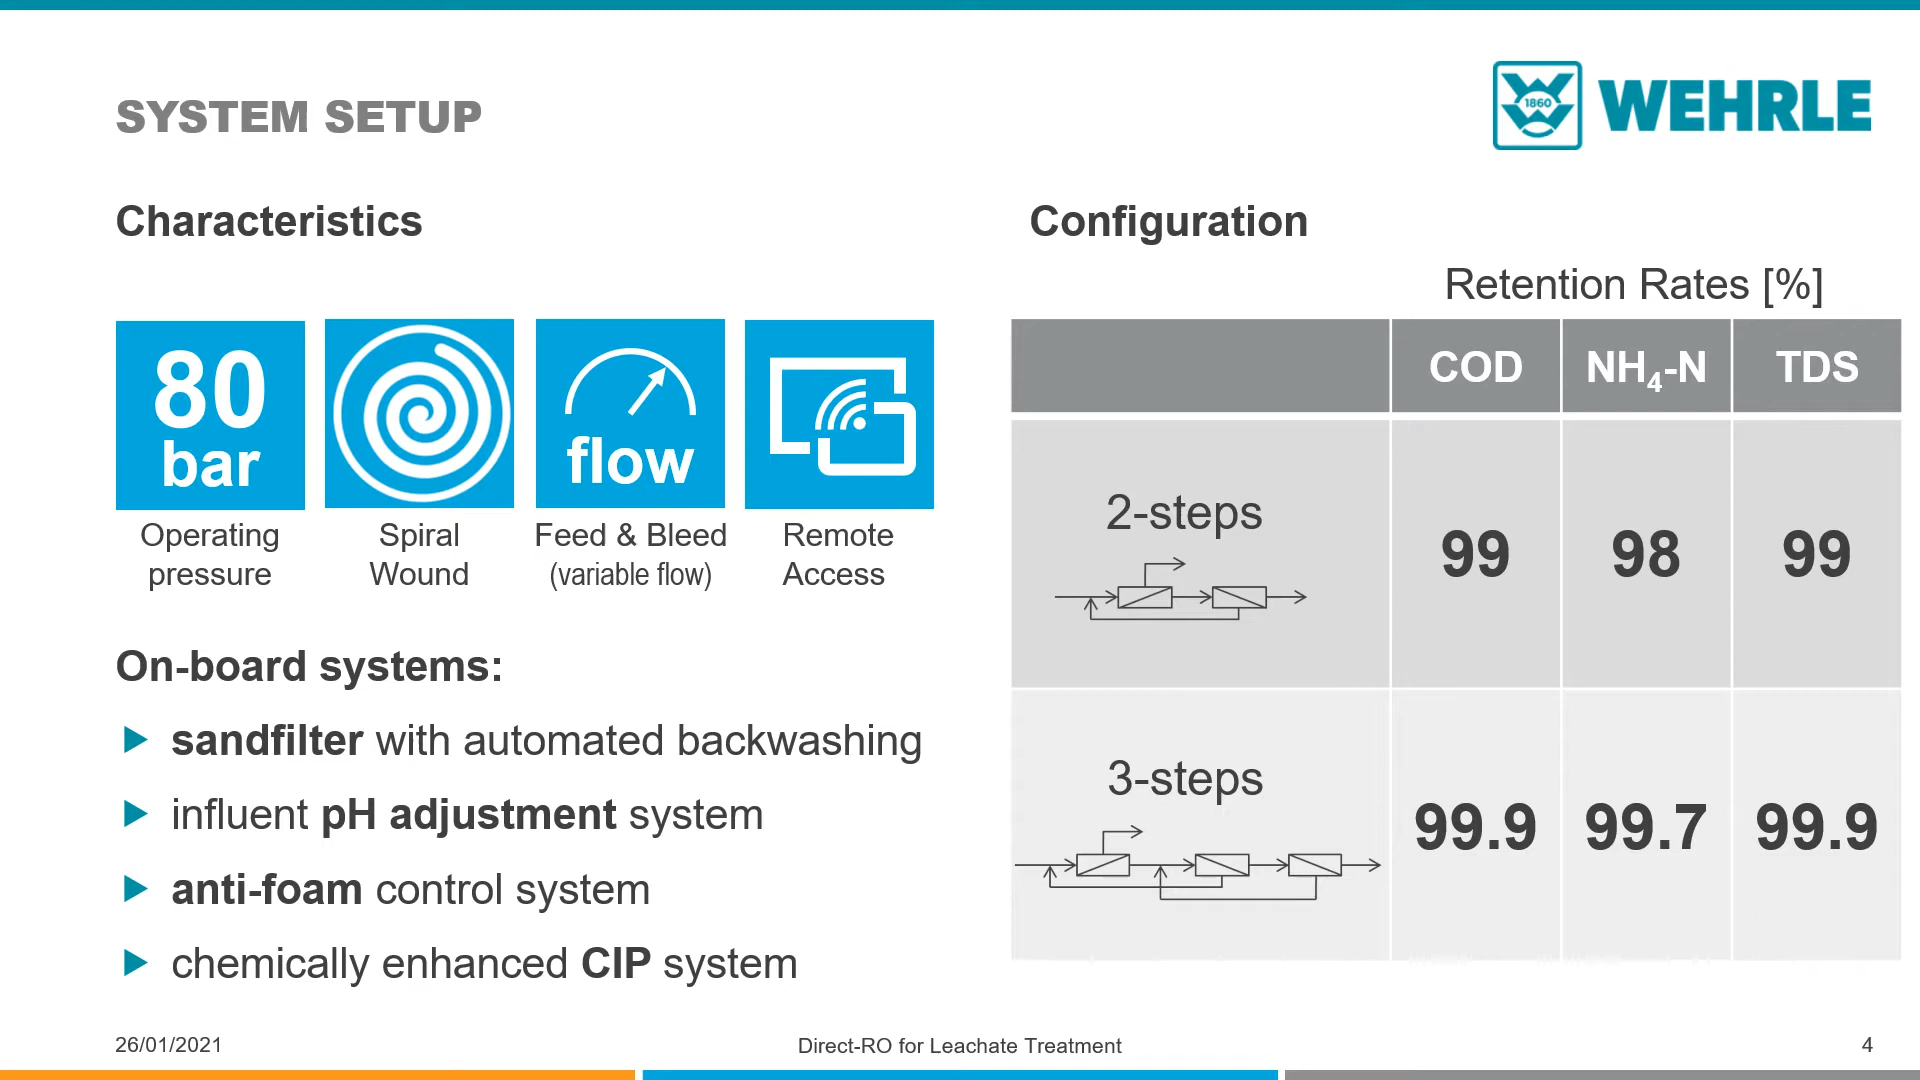 SYSTEM SETUP
1860
WEHRLE
Characteristics
80
bar
Operating
pressure
Spiral
Wound
flow
Feed & Bleed
(variable flow)
Remote
Access
On-board systems:
sandfilter with automated backwashing
influent pH adjustment system
anti-foam control system
chemically enhanced CIP system
Configuration
Retention Rates [%]
COD NH4-N TDS
2-steps 99 98 99
3-steps 99.9 99.7 99.9
26/01/2021
Direct-RO for Leachate Treatment
4